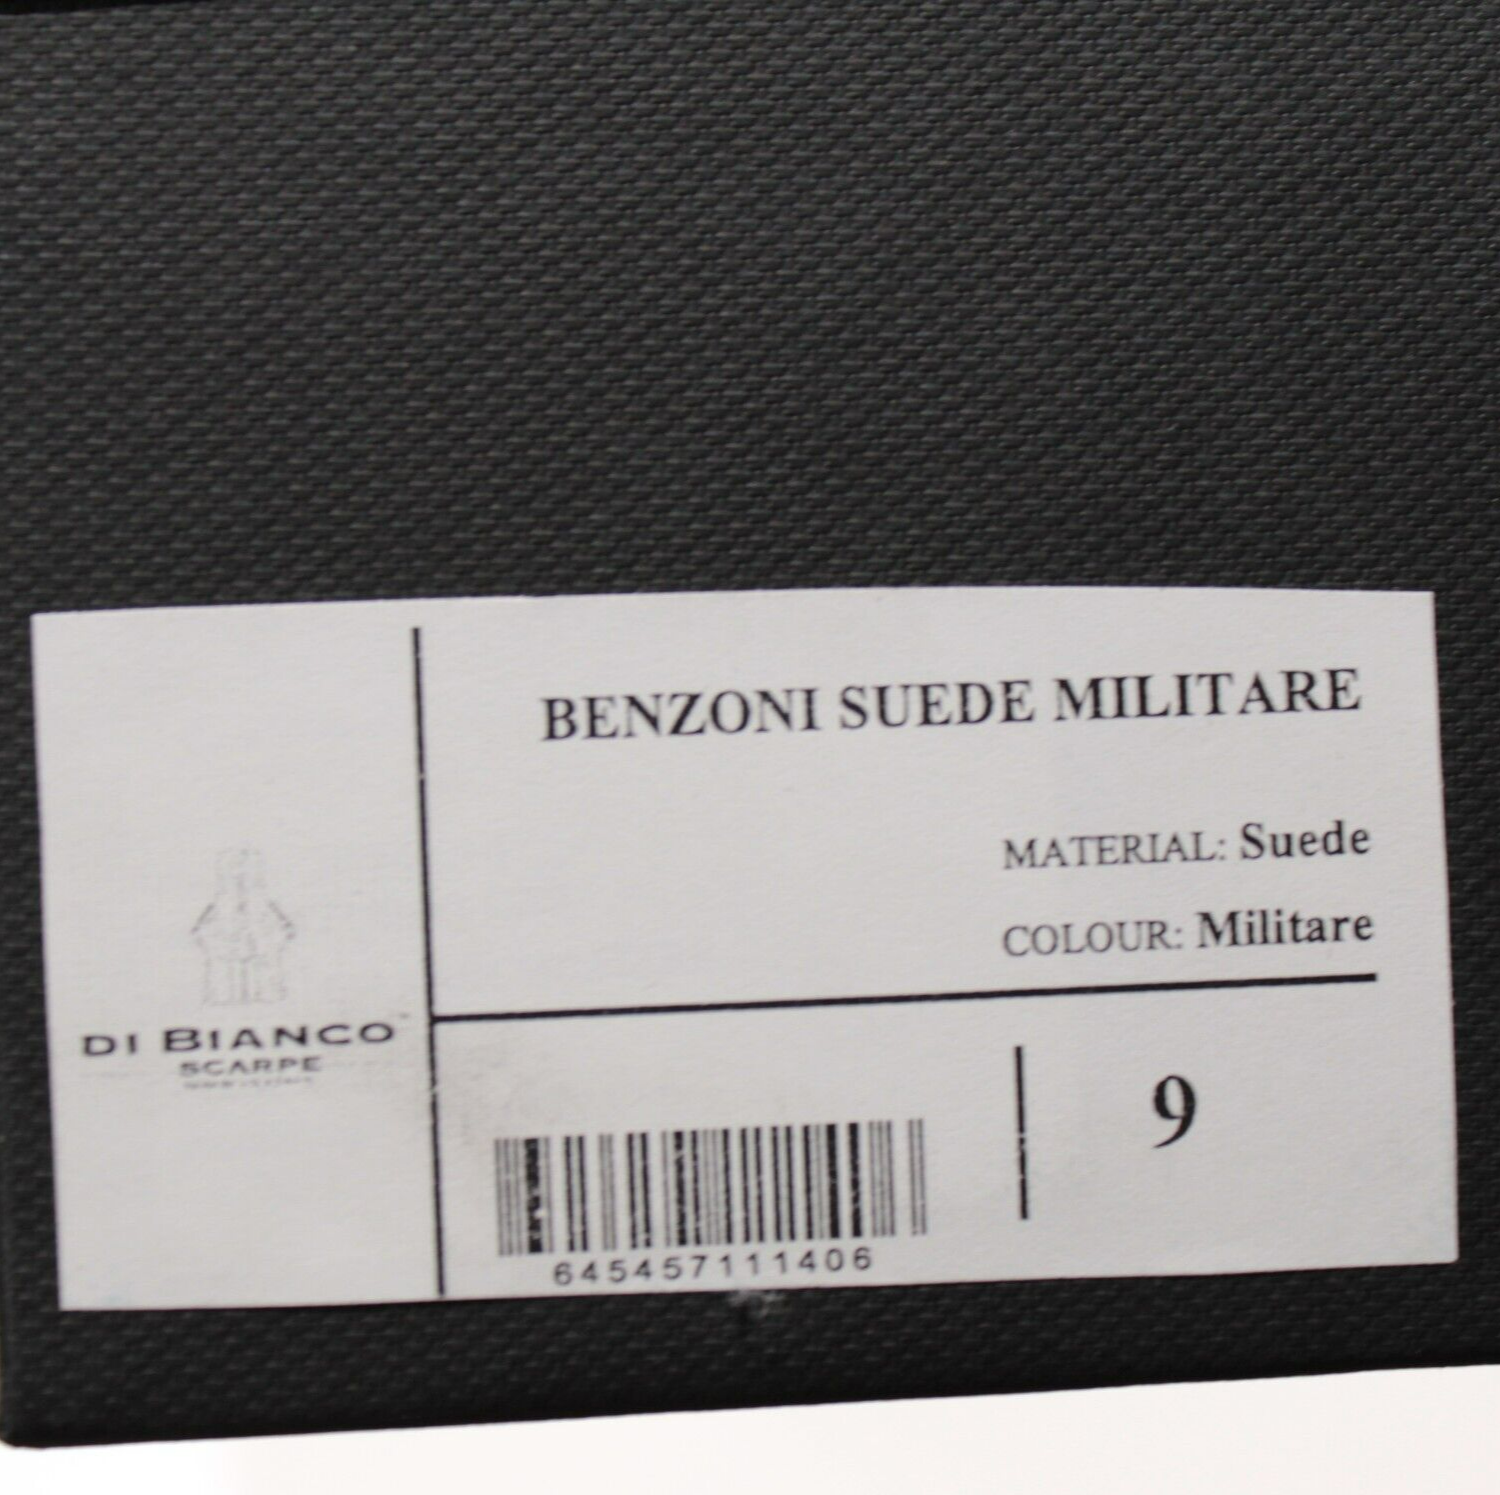 BENZONI SUEDE MILITARE
MATERIAL: Suede
COLOUR: Militare
DI BIANCO
SCARPE
645457111406
9